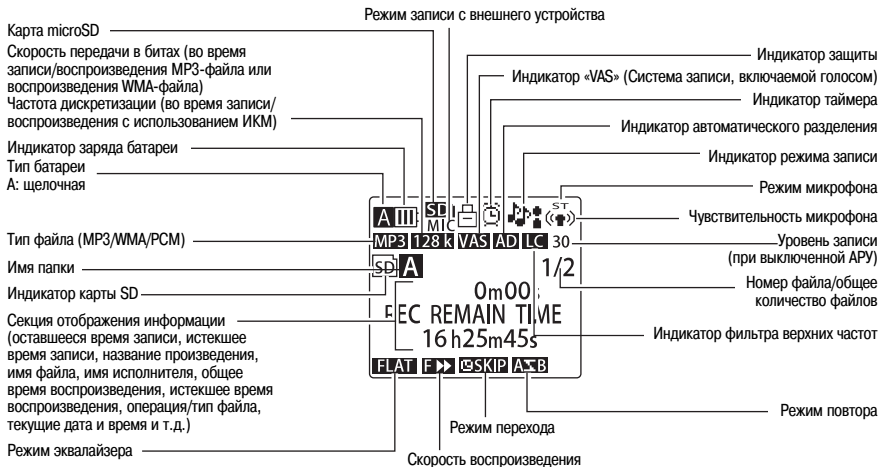 Режим записи с внешнего устройства
Карта microSD
Скорость передачи в битах (во время
записи/воспроизведения MP3-файла или
воспроизведения WMA-файла)
Частота дискретизации (во время записи/
воспроизведения с использованием ИКМ)
Индикатор заряда батареи
Тип батареи
А: щелочная
Тип файла (MP3/WMA/PCM)
Имя папки
Индикатор карты SD
Секция отображения информации
(оставшееся время записи, истекшее
время записи, название произведения,
имя файла, имя исполнителя, общее
время воспроизведения, истекшее время
воспроизведения, операция/тип файла,
текущие дата и время и т.д.)
Режим эквалайзера
A SD
MIC ST
MP3 128 k VAS AD LC 30
SD A 1/2
0m00s
REC REMAIN TIME
16h25m45s
FLAT F SKIP A B
Индикатор защиты
Индикатор «VAS» (Система записи, включаемой голосом)
Индикатор таймера
Индикатор автоматического разделения
Индикатор режима записи
Режим микрофона
Чувствительность микрофона
Уровень записи
(при выключенной АРУ)
Номер файла/общее
количество файлов
Индикатор фильтра верхних частот
Режим повтора
Режим перехода
Скорость воспроизведения